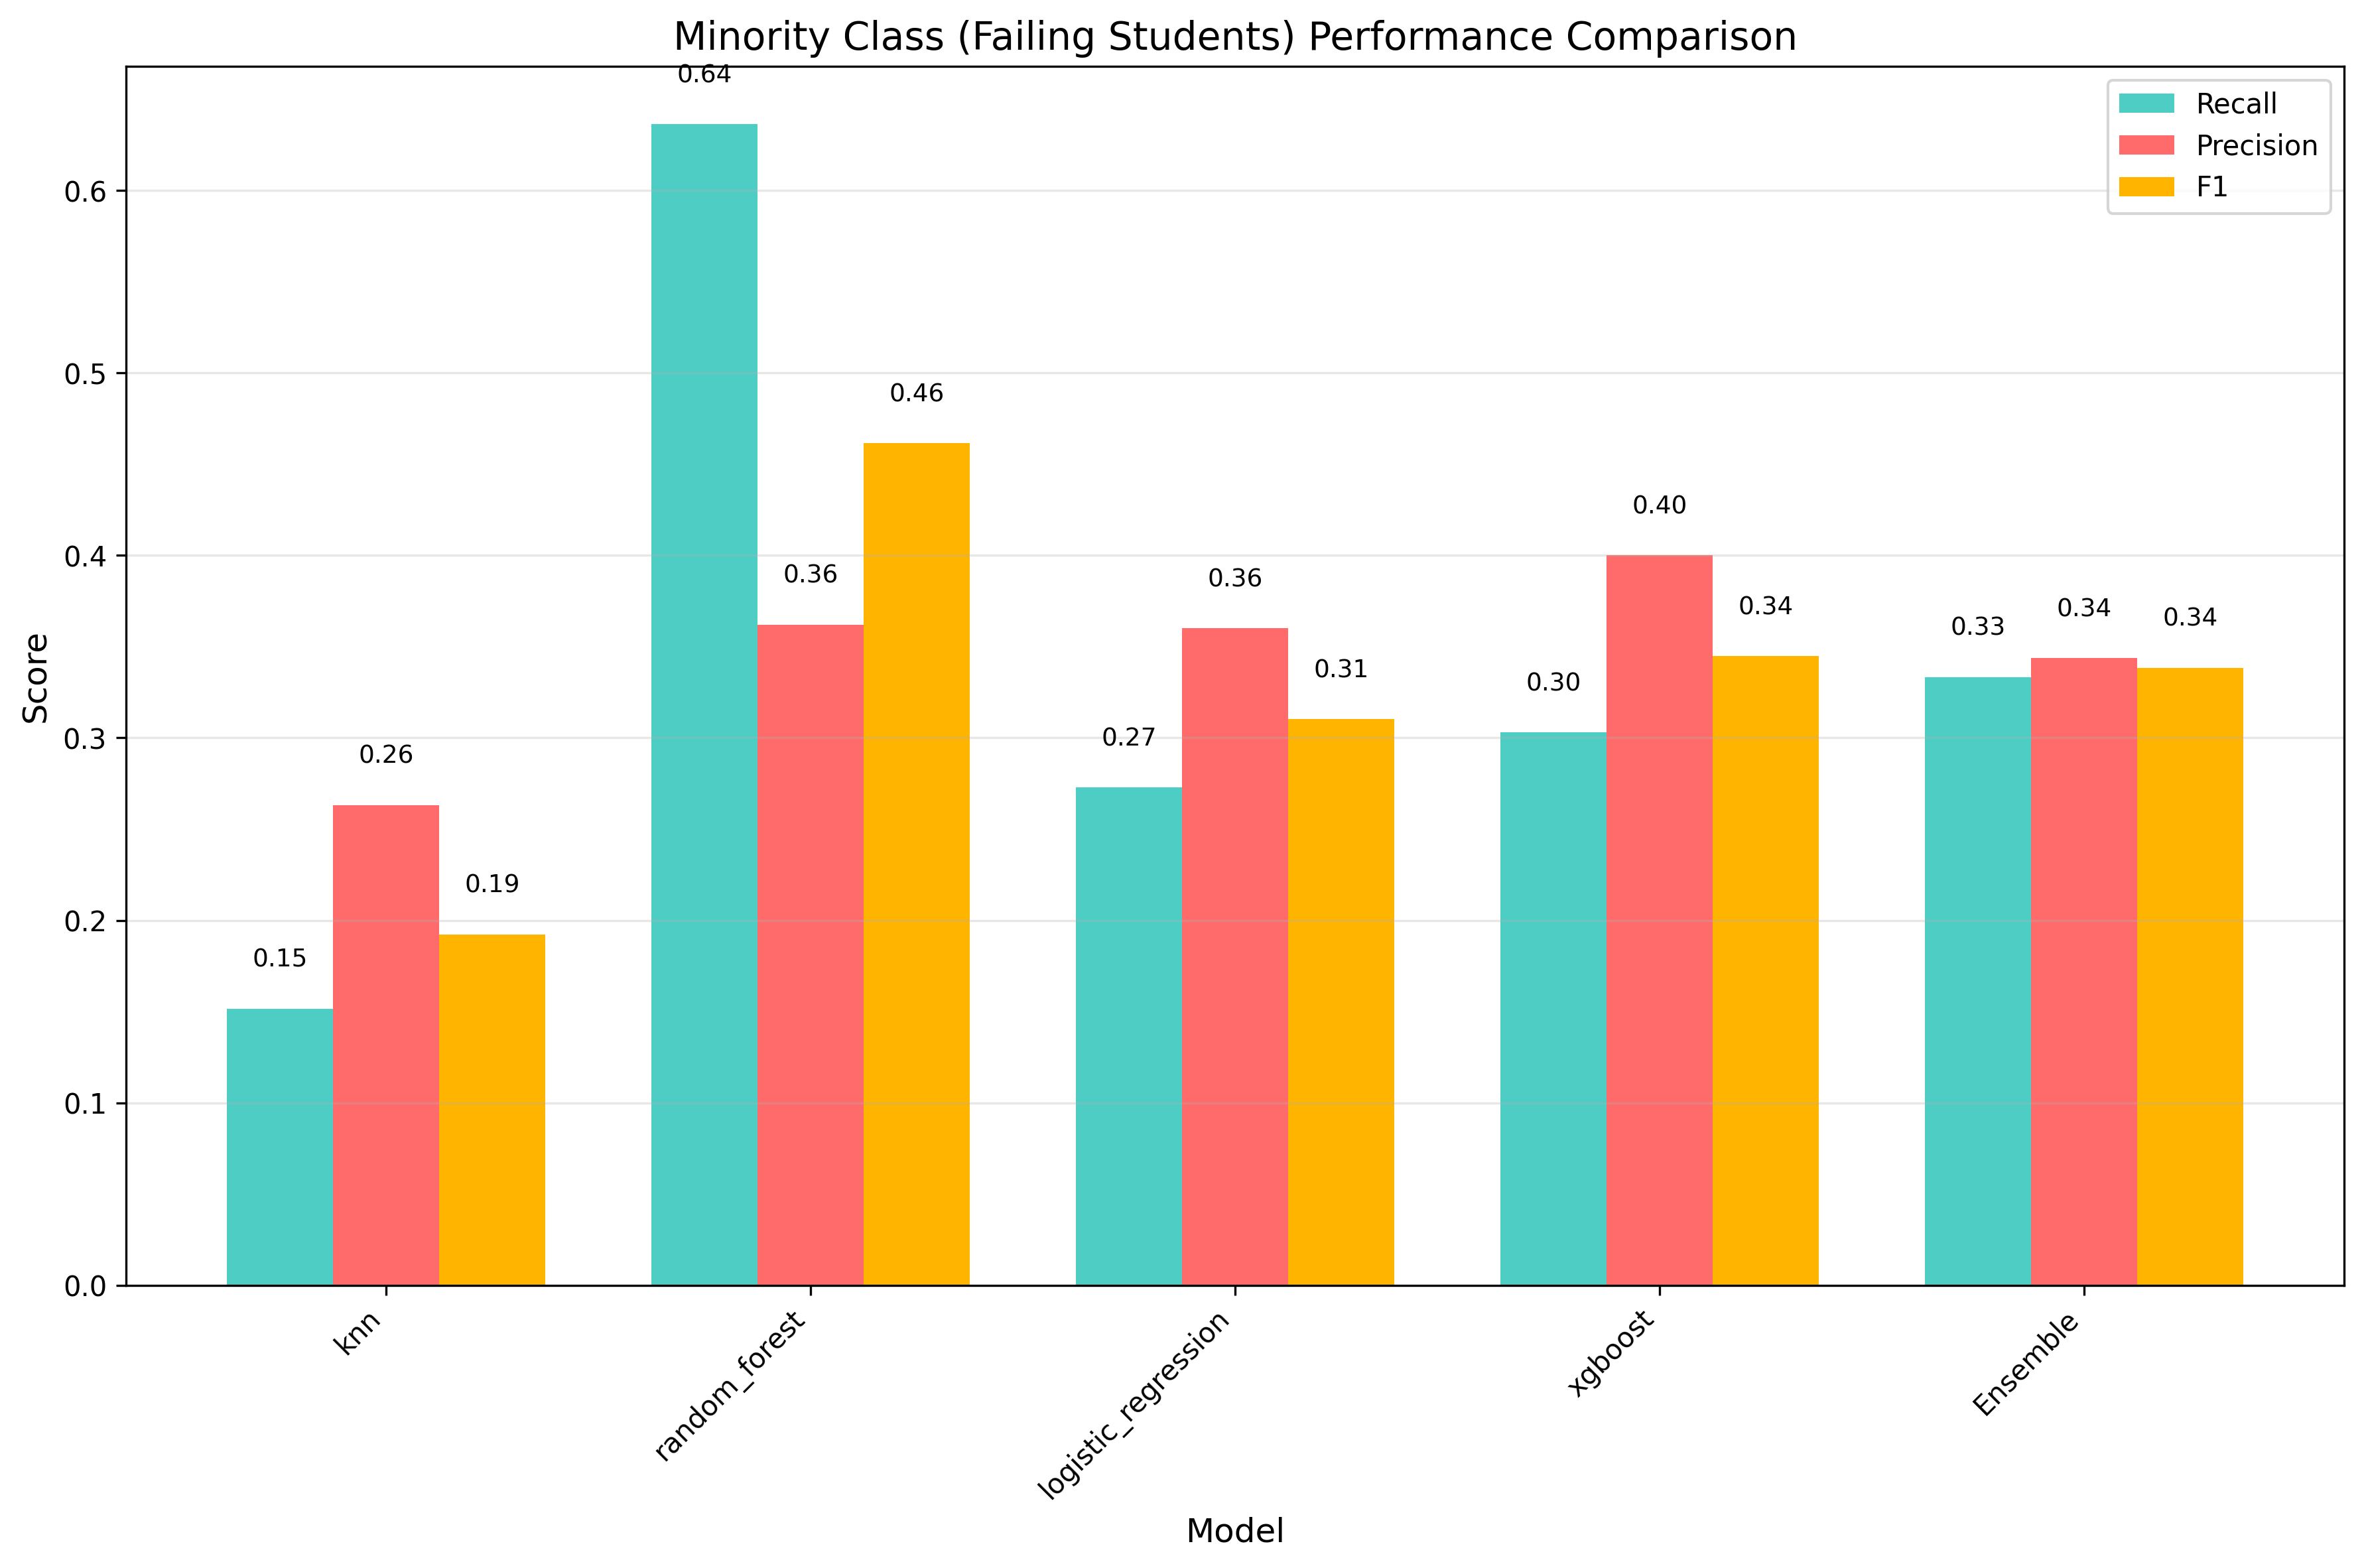 Minority Class (Failing Students) Performance Comparison
Recall
Precision
F1
Score
0.6
0.5
0.4
0.3
0.2
0.1
0.0
0.15
0.26
0.19
0.64
0.36
0.46
0.27
0.36
0.31
0.30
0.40
0.34
0.33
0.34
0.34
knn
random_forest
logistic_regression
xgboost
Ensemble
Model